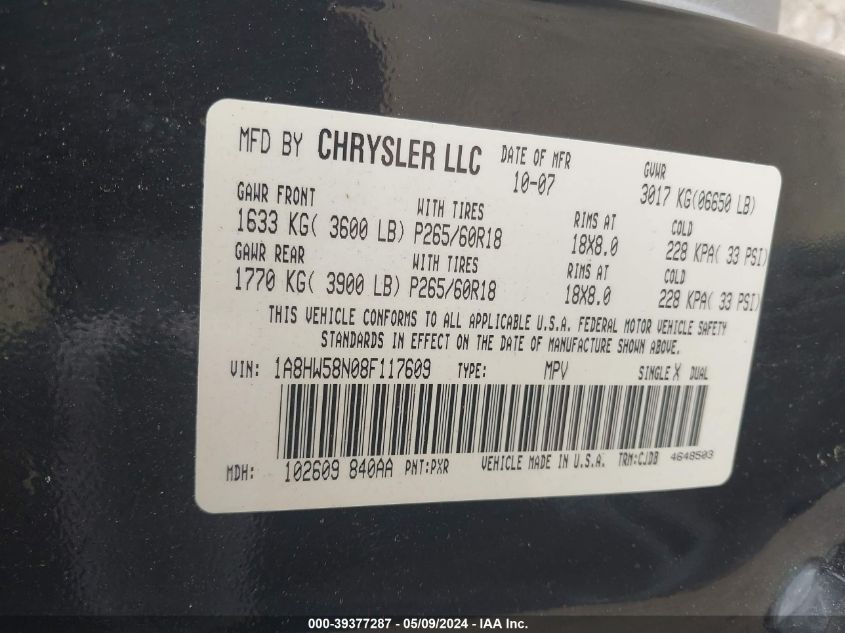 MFD BY CHRYSLER LLC DATE OF MFR 10-07 GVWR 3017 KG(06650 LB)
GAWR FRONT WITH TIRES RIMS AT COLD
1633 KG( 3600 LB) P265/60R18 18X8.0 228 KPA( 33 PSI)
GAWR REAR WITH TIRES RIMS AT COLD
1770 KG( 3900 LB) P265/60R18 18X8.0 228 KPA( 33 PSI)
THIS VEHICLE CONFORMS TO ALL APPLICABLE U.S.A. FEDERAL MOTOR VEHICLE SAFETY
STANDARDS IN EFFECT ON THE DATE OF MANUFACTURE SHOWN ABOVE.
VIN: 1A8HW58N08F117609 TYPE: MPV SINGLE X DUAL
MDH: 102609 840AA PNT:PXR VEHICLE MADE IN U.S.A. TRM:CJDB 4648503
000-39377287 - 05/09/2024 - IAA Inc.